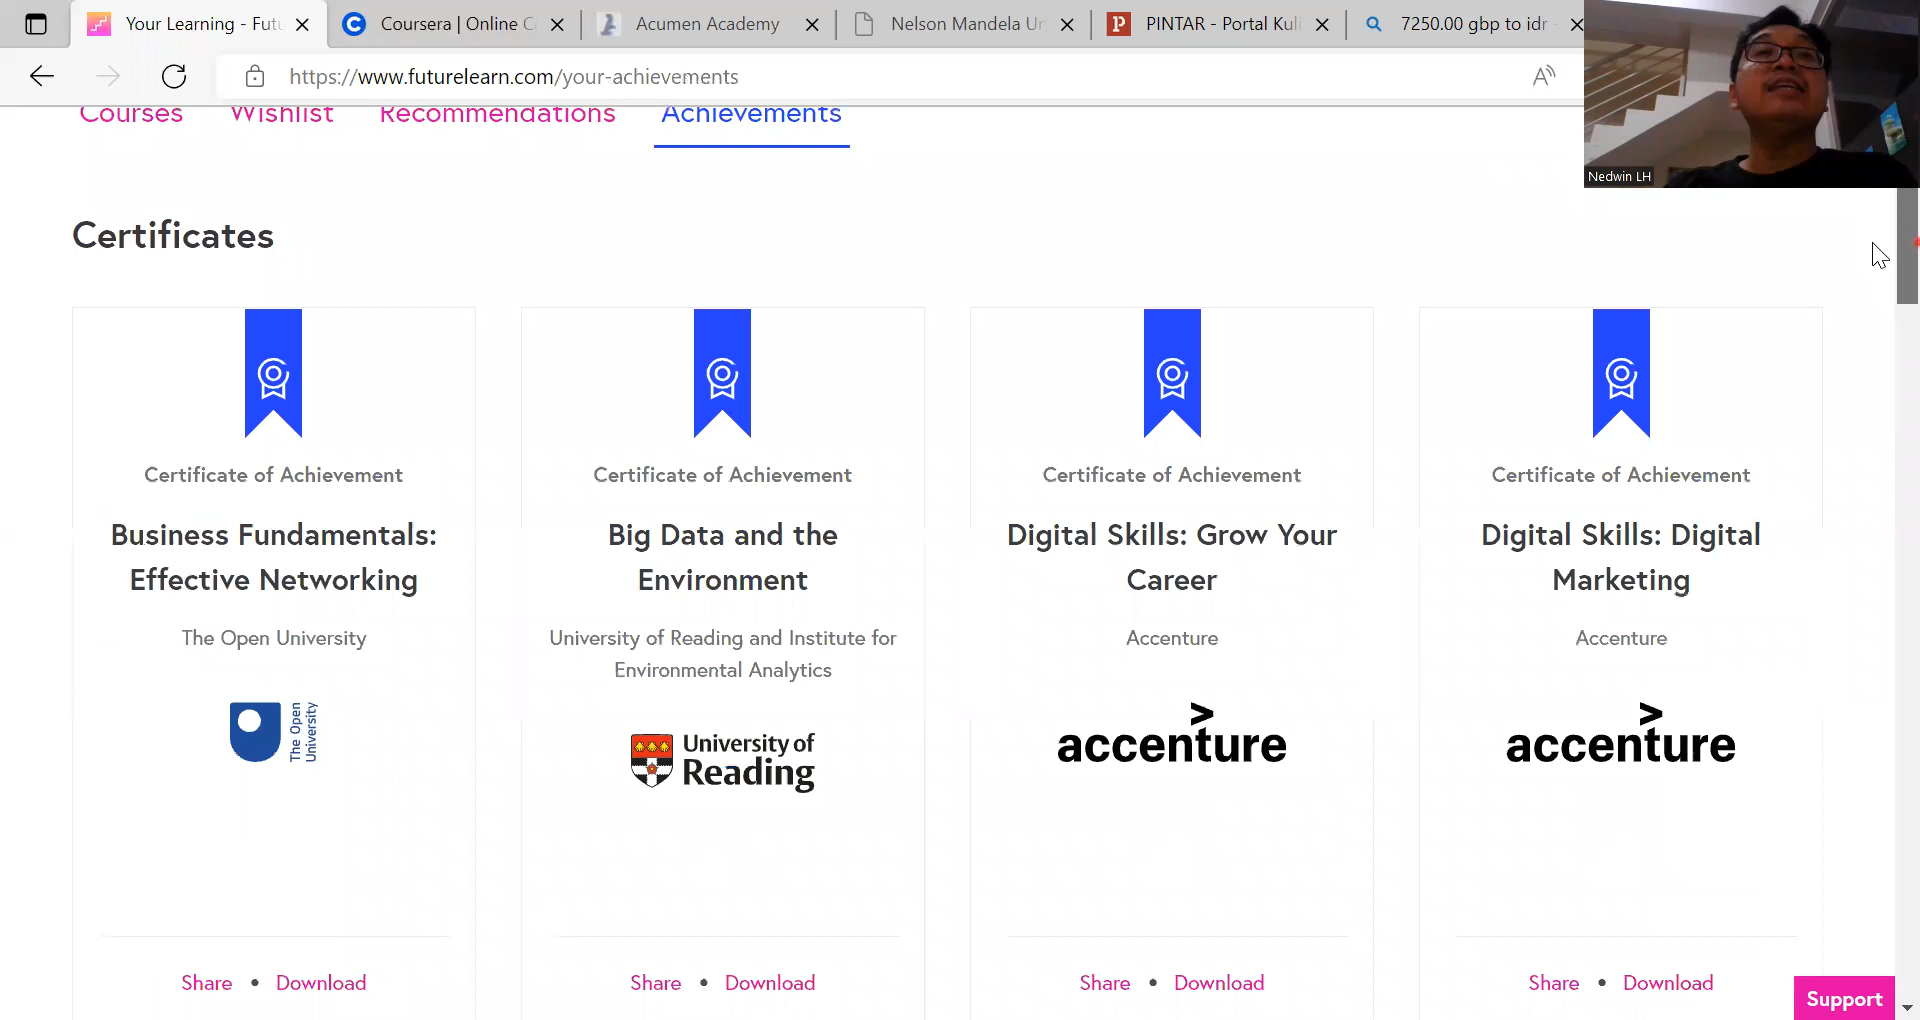 Your Learning - Futu
Coursera | Online C
Acumen Academy
Nelson Mandela Un
PINTAR - Portal Kuli
7250.00 gbp to idr -
https://www.futurelearn.com/your-achievements
Nedwin LH
Courses
Wishlist
Recommendations
Achievements
Certificates
Certificate of Achievement
Business Fundamentals:
Effective Networking
The Open University
The Open
University
Share • Download
Certificate of Achievement
Big Data and the
Environment
University of Reading and Institute for
Environmental Analytics
University of
Reading
Share • Download
Certificate of Achievement
Digital Skills: Grow Your
Career
Accenture
accenture
Share • Download
Certificate of Achievement
Digital Skills: Digital
Marketing
Accenture
accenture
Share • Download
Support